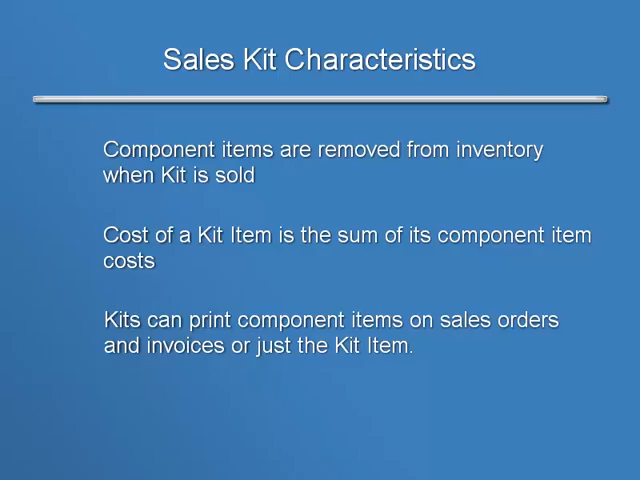 Sales Kit Characteristics
Component items are removed from inventory
when Kit is sold
Cost of a Kit Item is the sum of its component item
costs
Kits can print component items on sales orders
and invoices or just the Kit Item.